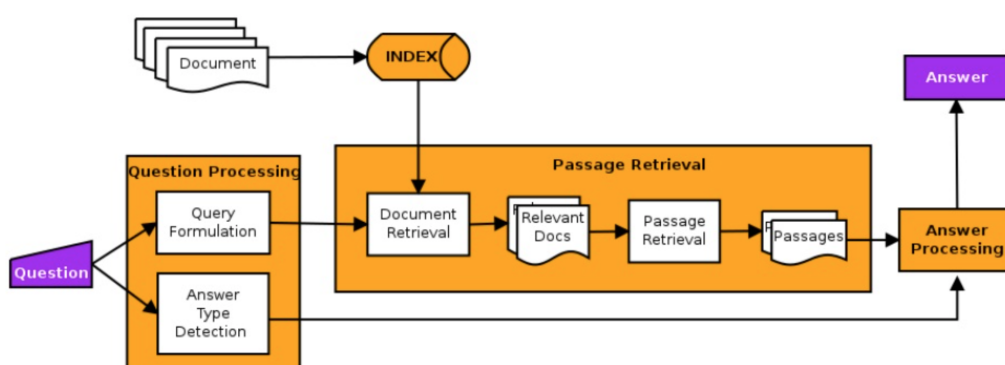 Document
INDEX
Answer
Question Processing
Passage Retrieval
Query
Formulation
Document
Retrieval
Relevant
Docs
Passage
Retrieval
Passages
Answer
Processing
Question
Answer
Type
Detection